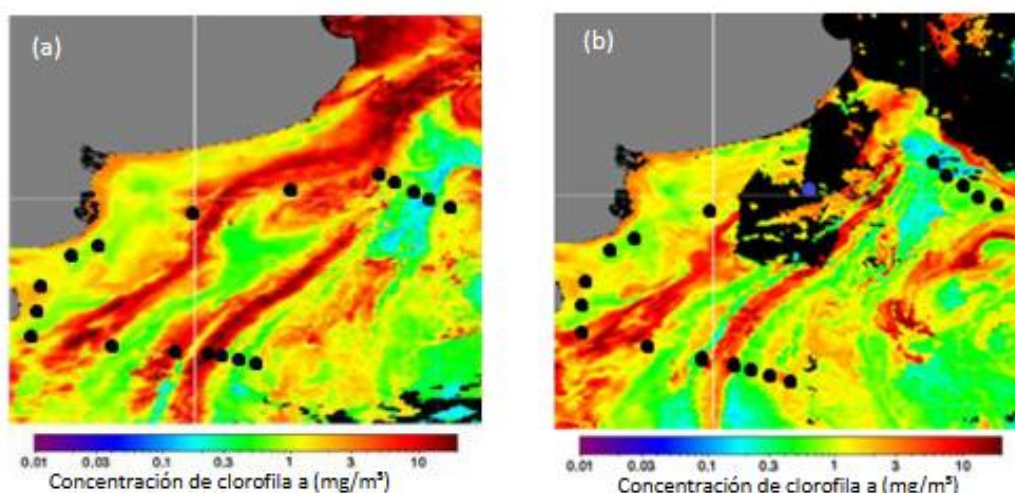 (a)
(b)
0.01 0.03 0.1 0.3 1 3 10
Concentración de clorofila a (mg/m³)
0.01 0.03 0.1 0.3 1 3 10
Concentración de clorofila a (mg/m³)